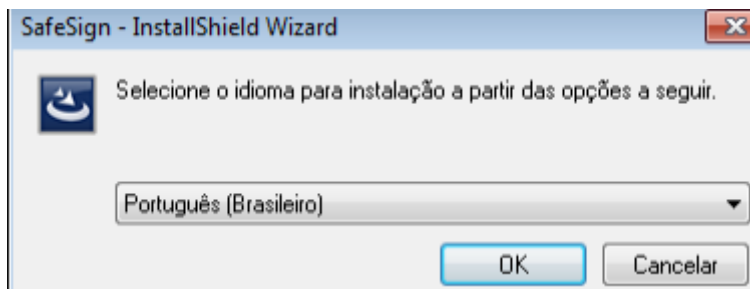 SafeSign - InstallShield Wizard
Selecione o idioma para instalação a partir das opções a seguir.
Português (Brasileiro)
OK Cancelar